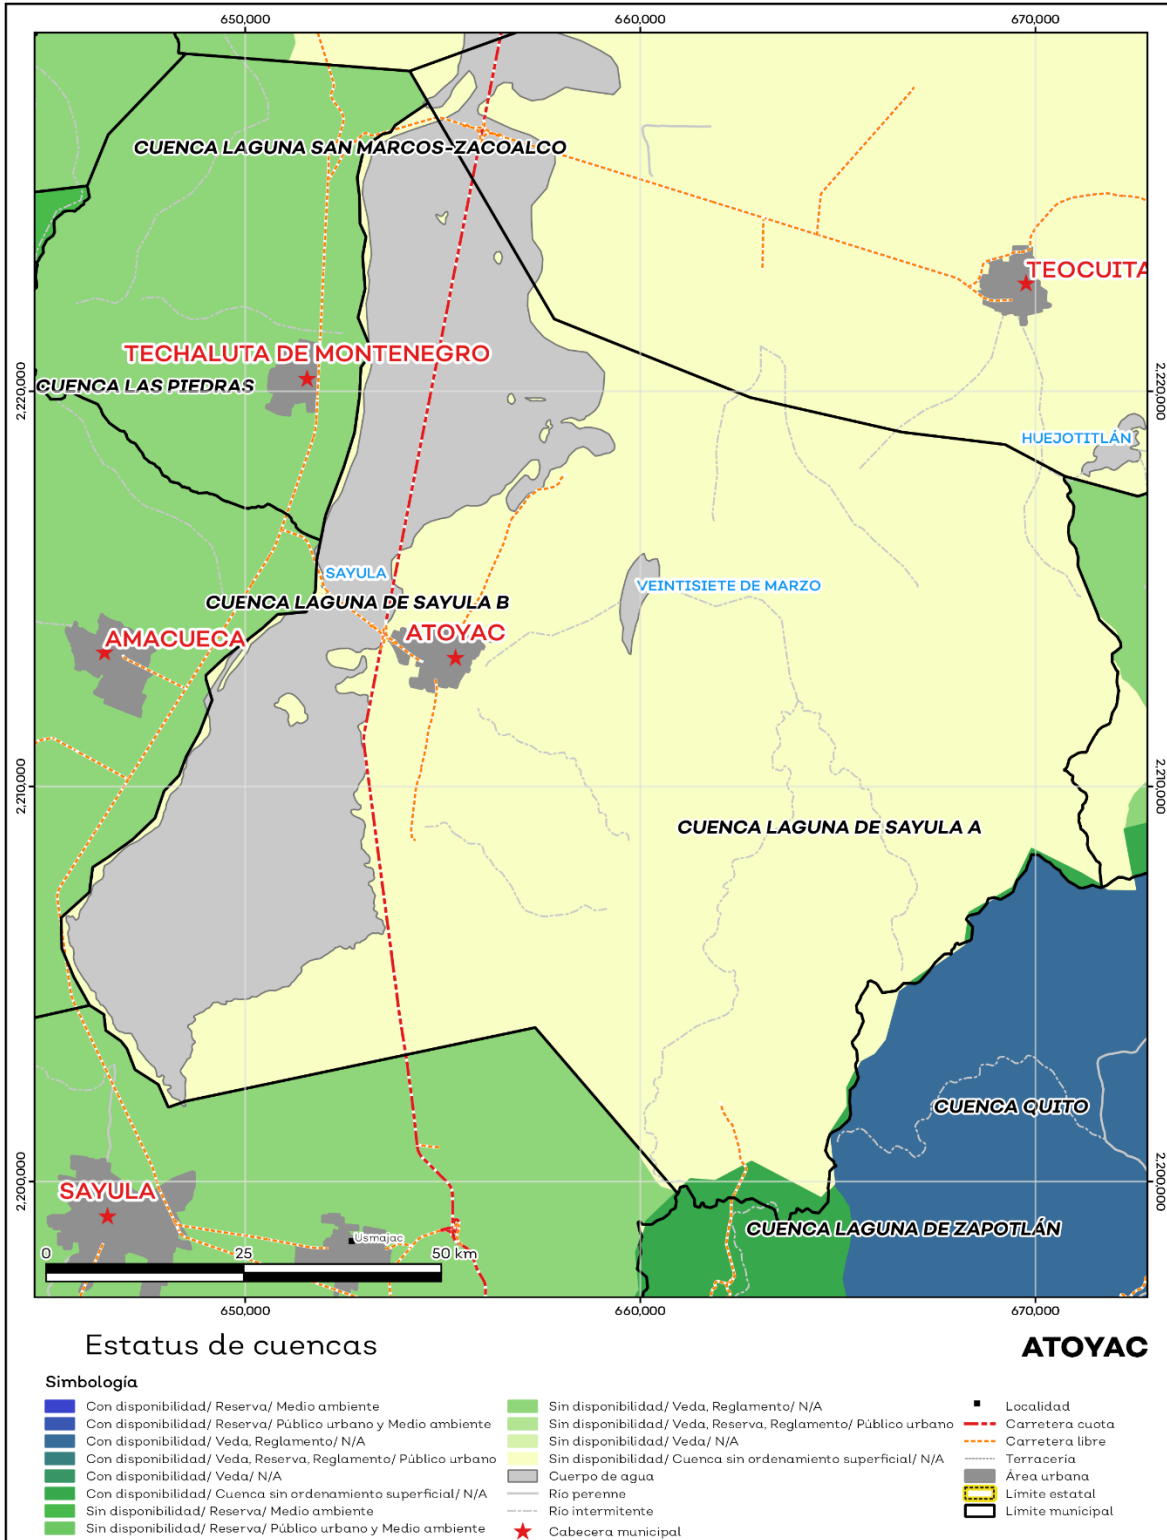 650,000
660,000
670,000
CUENCA LAGUNA SAN MARCOS-ZACOALCO
TEOCUITA
TECHALUTA DE MONTENEGRO
CUENCA LAS PIEDRAS
2,220,000
2,220,000
HUEJOTITLÁN
SAYULA
VEINTISIETE DE MARZO
CUENCA LAGUNA DE SAYULA B
AMACUECA
ATOYAC
2,210,000
2,210,000
CUENCA LAGUNA DE SAYULA A
CUENCA QUITO
2,200,000
2,200,000
SAYULA
CUENCA LAGUNA DE ZAPOTLÁN
Usmajac
0 25 50 km
650,000
660,000
670,000
Estatus de cuencas
ATOYAC
Simbología
Con disponibilidad/ Reserva/ Medio ambiente
Con disponibilidad/ Reserva/ Público urbano y Medio ambiente
Con disponibilidad/ Veda, Reglamento/ N/A
Con disponibilidad/ Veda, Reserva, Reglamento/ Público urbano
Con disponibilidad/ Veda/ N/A
Con disponibilidad/ Cuenca sin ordenamiento superficial/ N/A
Sin disponibilidad/ Reserva/ Medio ambiente
Sin disponibilidad/ Reserva/ Público urbano y Medio ambiente
Sin disponibilidad/ Veda, Reglamento/ N/A
Sin disponibilidad/ Veda, Reserva, Reglamento/ Público urbano
Sin disponibilidad/ Veda/ N/A
Sin disponibilidad/ Cuenca sin ordenamiento superficial/ N/A
Cuerpo de agua
Río perenne
Río intermitente
Cabecera municipal
Localidad
Carretera cuota
Carretera libre
Terracería
Área urbana
Límite estatal
Límite municipal